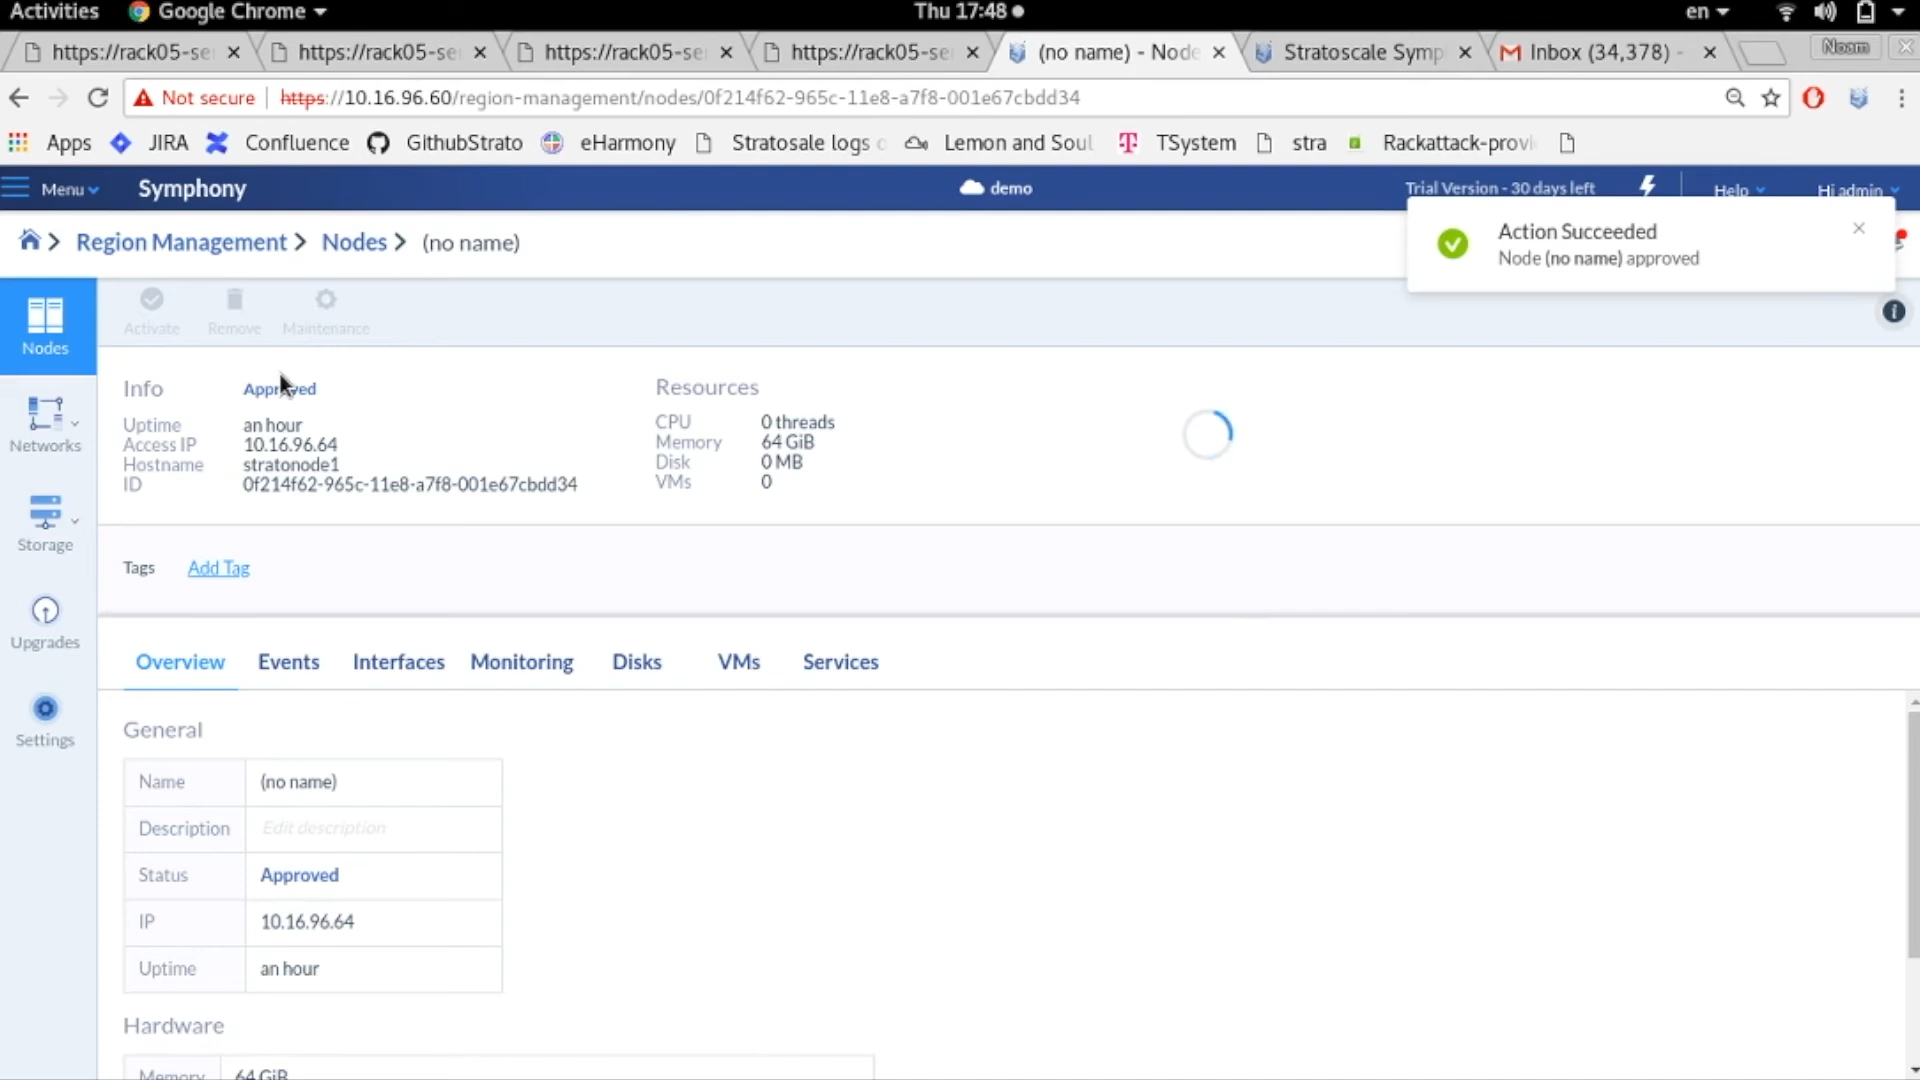 Activities Google Chrome Thu 17:48 en
https://rack05-se https://rack05-se https://rack05-se https://rack05-se (no name) - Node Stratoscale Symp Inbox (34,378) - Noam
Not secure https://10.16.96.60/region-management/nodes/0f214f62-965c-11e8-a7f8-001e67cbdd34
Apps JIRA Confluence GithubStrato eHarmony Stratosale logs Lemon and Soul TSystem stra Rackattack-provi
Menu Symphony demo Trial Version - 30 days left Help Hi admin
Region Management Nodes (no name)
Action Succeeded
Node (no name) approved
Activate Remove Maintenance
Nodes
Networks
Storage
Upgrades
Settings
Info Approved
Uptime an hour
Access IP 10.16.96.64
Hostname stratonode1
ID 0f214f62-965c-11e8-a7f8-001e67cbdd34
Resources
CPU 0 threads
Memory 64 GiB
Disk 0 MB
VMs 0
Tags Add Tag
Overview Events Interfaces Monitoring Disks VMs Services
General
Name (no name)
Description Edit description
Status Approved
IP 10.16.96.64
Uptime an hour
Hardware
Memory 64 GiB